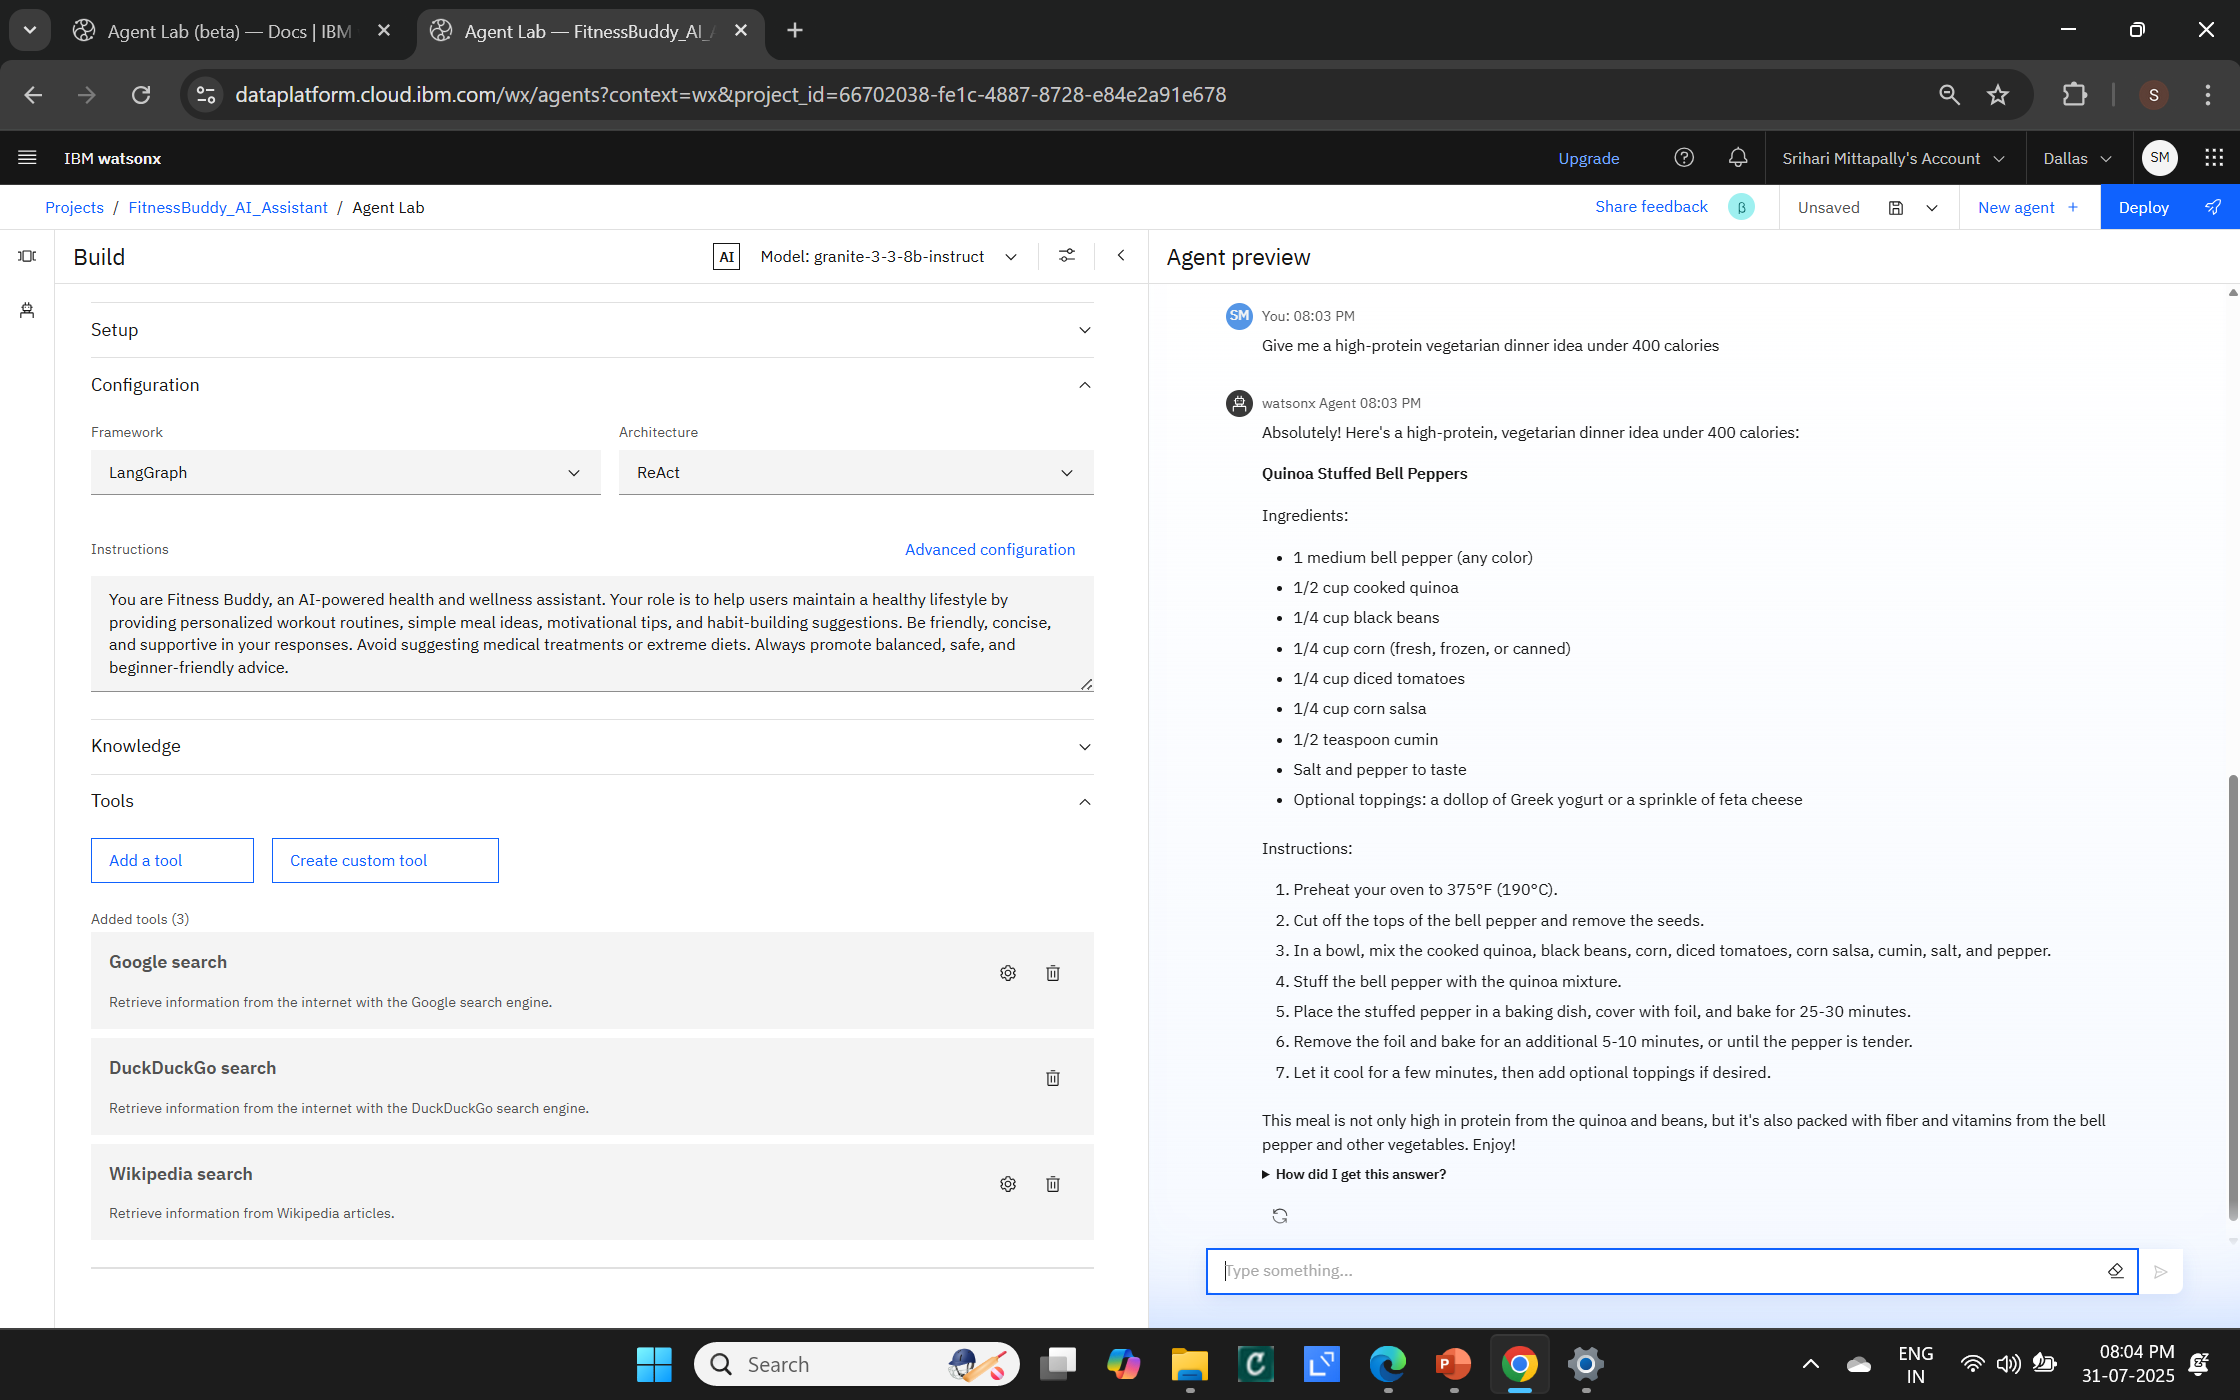 Agent Lab (beta) — Docs | IBM
Agent Lab — FitnessBuddy_AI_A
dataplatform.cloud.ibm.com/wx/agents?context=wx&project_id=66702038-fe1c-4887-8728-e84e2a91e678
S
IBM watsonx
Upgrade
Srihari Mittapally's Account
Dallas
SM
Projects / FitnessBuddy_AI_Assistant / Agent Lab
Share feedback
β
Unsaved
New agent +
Deploy
Build
AI
Model: granite-3-3-8b-instruct
Setup
Configuration
Framework
Architecture
LangGraph
ReAct
Instructions
Advanced configuration
You are Fitness Buddy, an AI-powered health and wellness assistant. Your role is to help users maintain a healthy lifestyle by
providing personalized workout routines, simple meal ideas, motivational tips, and habit-building suggestions. Be friendly, concise,
and supportive in your responses. Avoid suggesting medical treatments or extreme diets. Always promote balanced, safe, and
beginner-friendly advice.
Knowledge
Tools
Add a tool
Create custom tool
Added tools (3)
Google search
Retrieve information from the internet with the Google search engine.
DuckDuckGo search
Retrieve information from the internet with the DuckDuckGo search engine.
Wikipedia search
Retrieve information from Wikipedia articles.
Agent preview
SM
You: 08:03 PM
Give me a high-protein vegetarian dinner idea under 400 calories
watsonx Agent 08:03 PM
Absolutely! Here's a high-protein, vegetarian dinner idea under 400 calories:
Quinoa Stuffed Bell Peppers
Ingredients:
• 1 medium bell pepper (any color)
• 1/2 cup cooked quinoa
• 1/4 cup black beans
• 1/4 cup corn (fresh, frozen, or canned)
• 1/4 cup diced tomatoes
• 1/4 cup corn salsa
• 1/2 teaspoon cumin
• Salt and pepper to taste
• Optional toppings: a dollop of Greek yogurt or a sprinkle of feta cheese
Instructions:
1. Preheat your oven to 375°F (190°C).
2. Cut off the tops of the bell pepper and remove the seeds.
3. In a bowl, mix the cooked quinoa, black beans, corn, diced tomatoes, corn salsa, cumin, salt, and pepper.
4. Stuff the bell pepper with the quinoa mixture.
5. Place the stuffed pepper in a baking dish, cover with foil, and bake for 25-30 minutes.
6. Remove the foil and bake for an additional 5-10 minutes, or until the pepper is tender.
7. Let it cool for a few minutes, then add optional toppings if desired.
This meal is not only high in protein from the quinoa and beans, but it's also packed with fiber and vitamins from the bell
pepper and other vegetables. Enjoy!
How did I get this answer?
Type something...
Search
ENG
IN
08:04 PM
31-07-2025